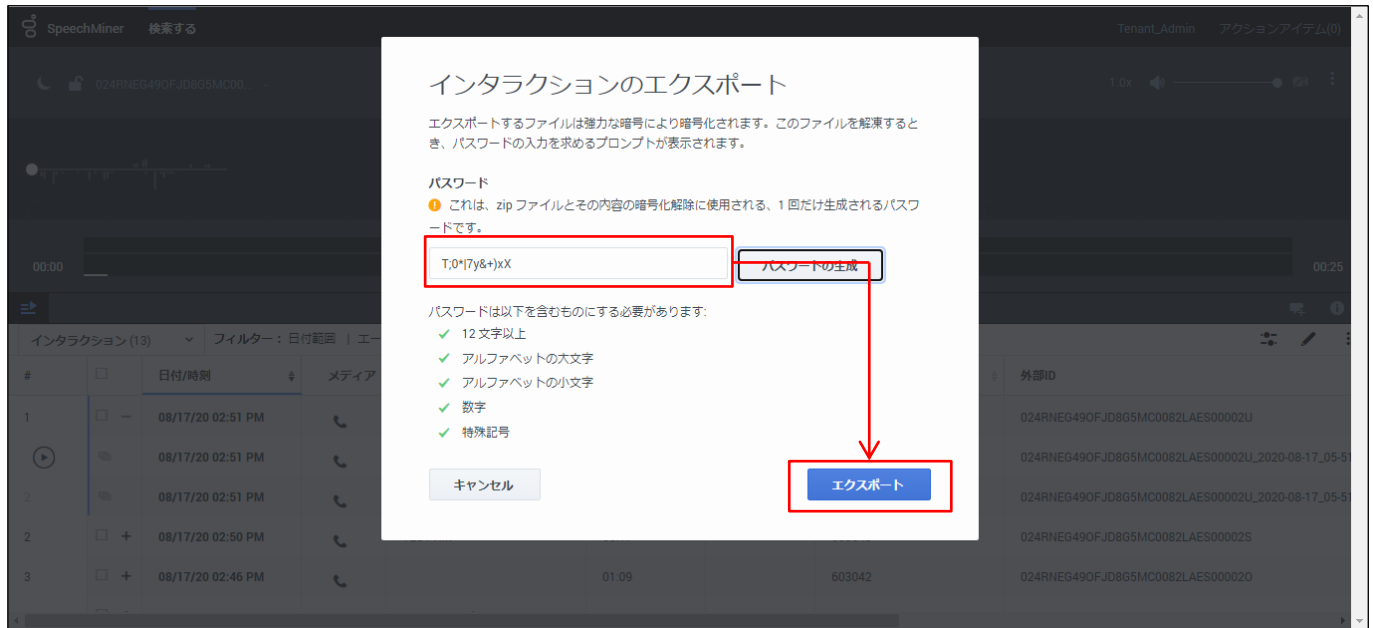 SpeechMiner 検索する Tenant_Admin アクションアイテム(0)
024RNEG49OFJD8G5MC00... 1.0x
インタラクションのエクスポート
エクスポートするファイルは強力な暗号により暗号化されます。このファイルを解凍すると
き、パスワードの入力を求めるプロンプトが表示されます。
パスワード
これは、zip ファイルとその内容の暗号化解除に使用される、1 回だけ生成されるパスワ
ードです。
T;0*|7y&+)xX パスワードの生成
00:00 00:25
パスワードは以下を含むものにする必要があります:
12 文字以上
アルファベットの大文字
アルファベットの小文字
数字
特殊記号
キャンセル エクスポート
インタラクション (13) フィルター : 日付範囲 | エー
# 日付/時刻 メディア 外部ID
1 08/17/20 02:51 PM 024RNEG49OFJD8G5MC0082LAES00002U
08/17/20 02:51 PM 024RNEG49OFJD8G5MC0082LAES00002U_2020-08-17_05-51
2 08/17/20 02:51 PM 024RNEG49OFJD8G5MC0082LAES00002U_2020-08-17_05-51
2 08/17/20 02:50 PM 024RNEG49OFJD8G5MC0082LAES00002S
3 08/17/20 02:46 PM 01:09 603042 024RNEG49OFJD8G5MC0082LAES00002O